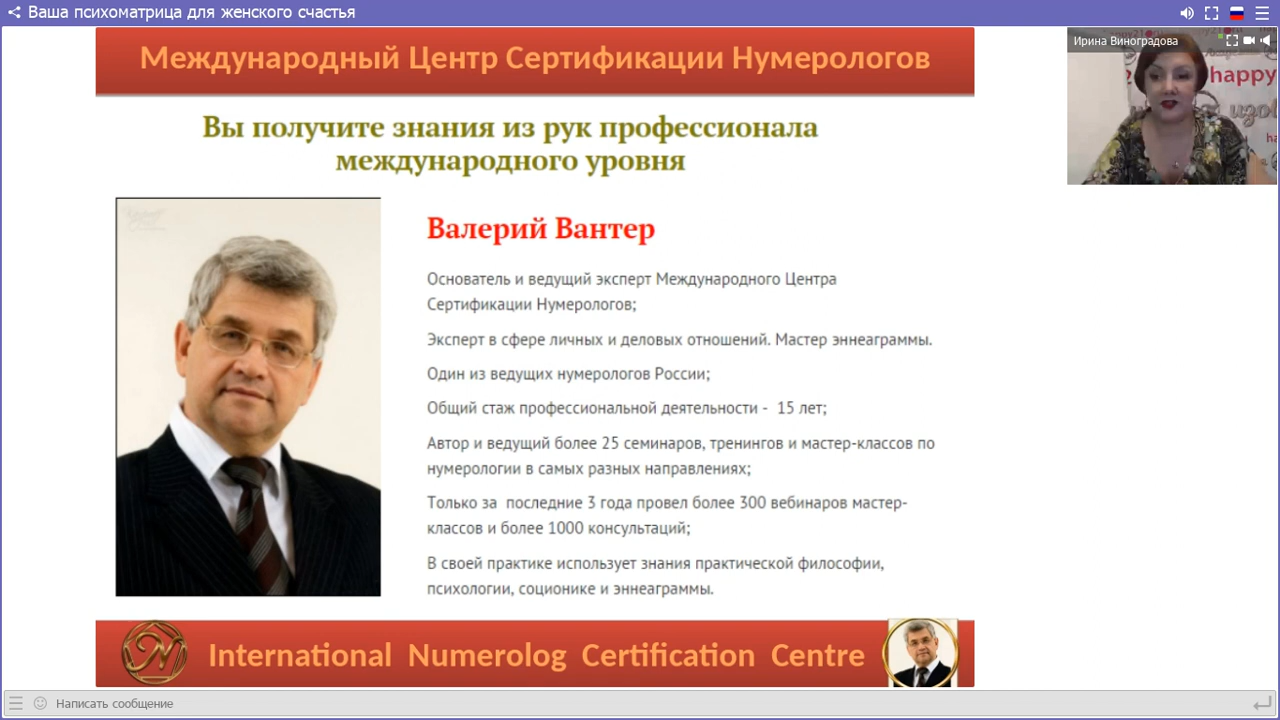 Ваша психоматрица для женского счастья
Международный Центр Сертификации Нумерологов
Ирина Виноградова
happy
Вы получите знания из рук профессионала
международного уровня
Валерий Вантер
Основатель и ведущий эксперт Международного Центра
Сертификации Нумерологов;
Эксперт в сфере личных и деловых отношений. Мастер эннеаграммы.
Один из ведущих нумерологов России;
Общий стаж профессиональной деятельности - 15 лет;
Автор и ведущий более 25 семинаров, тренингов и мастер-классов по
нумерологии в самых разных направлениях;
Только за последние 3 года провел более 300 вебинаров мастер-
классов и более 1000 консультаций;
В своей практике использует знания практической философии,
психологии, соционике и эннеаграммы.
International Numerolog Certification Centre
Написать сообщение